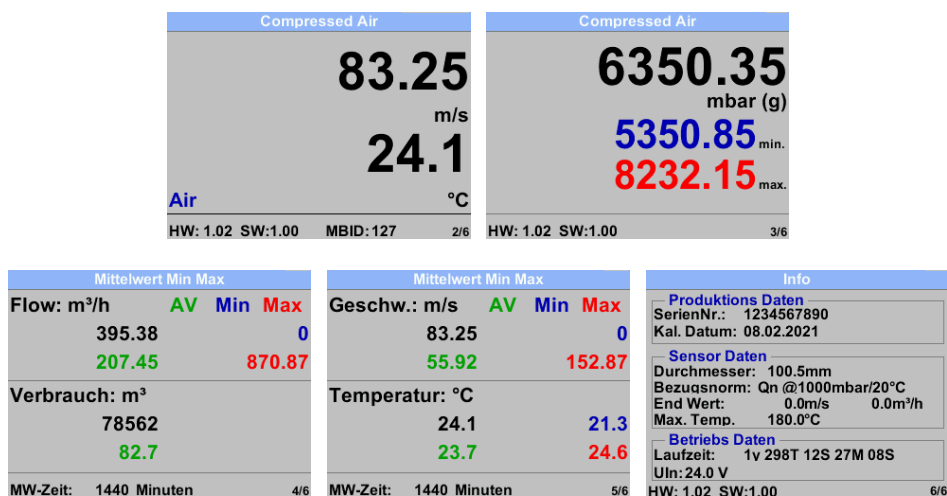 Compressed Air
83.25
m/s
24.1
Air °C
HW: 1.02 SW:1.00 MBID:127 2/6
Compressed Air
6350.35
mbar (g)
5350.85 min.
8232.15 max.
HW: 1.02 SW:1.00 3/6
Mittelwert Min Max
Flow: m³/h AV Min Max
395.38 0
207.45 870.87
Verbrauch: m³
78562
82.7
MW-Zeit: 1440 Minuten 4/6
Mittelwert Min Max
Geschw.: m/s AV Min Max
83.25 0
55.92 152.87
Temperatur: °C
24.1 21.3
23.7 24.6
MW-Zeit: 1440 Minuten 5/6
Info
Produktions Daten
SerienNr.: 1234567890
Kal. Datum: 08.02.2021
Sensor Daten
Durchmesser: 100.5mm
Bezugsnorm: Qn @1000mbar/20°C
End Wert: 0.0m/s 0.0m³/h
Max. Temp. 180.0°C
Betriebs Daten
Laufzeit: 1y 298T 12S 27M 08S
UIn: 24.0 V
HW: 1.02 SW:1.00 6/6